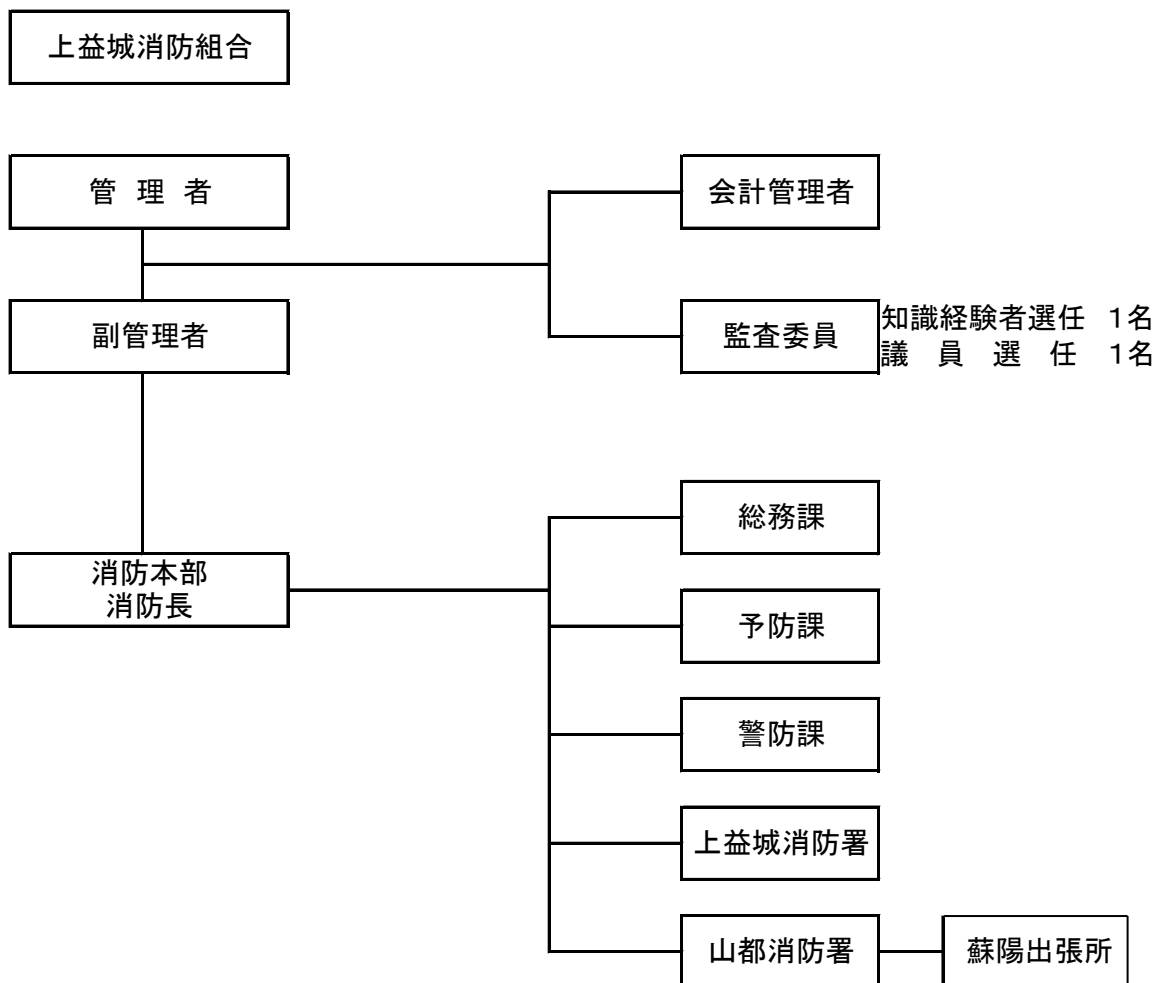 上益城消防組合
管 理 者
会計管理者
副管理者
監査委員
知識経験者選任 1名
議 員 選 任 1名
総務課
消防本部
消防長
予防課
警防課
上益城消防署
山都消防署
蘇陽出張所